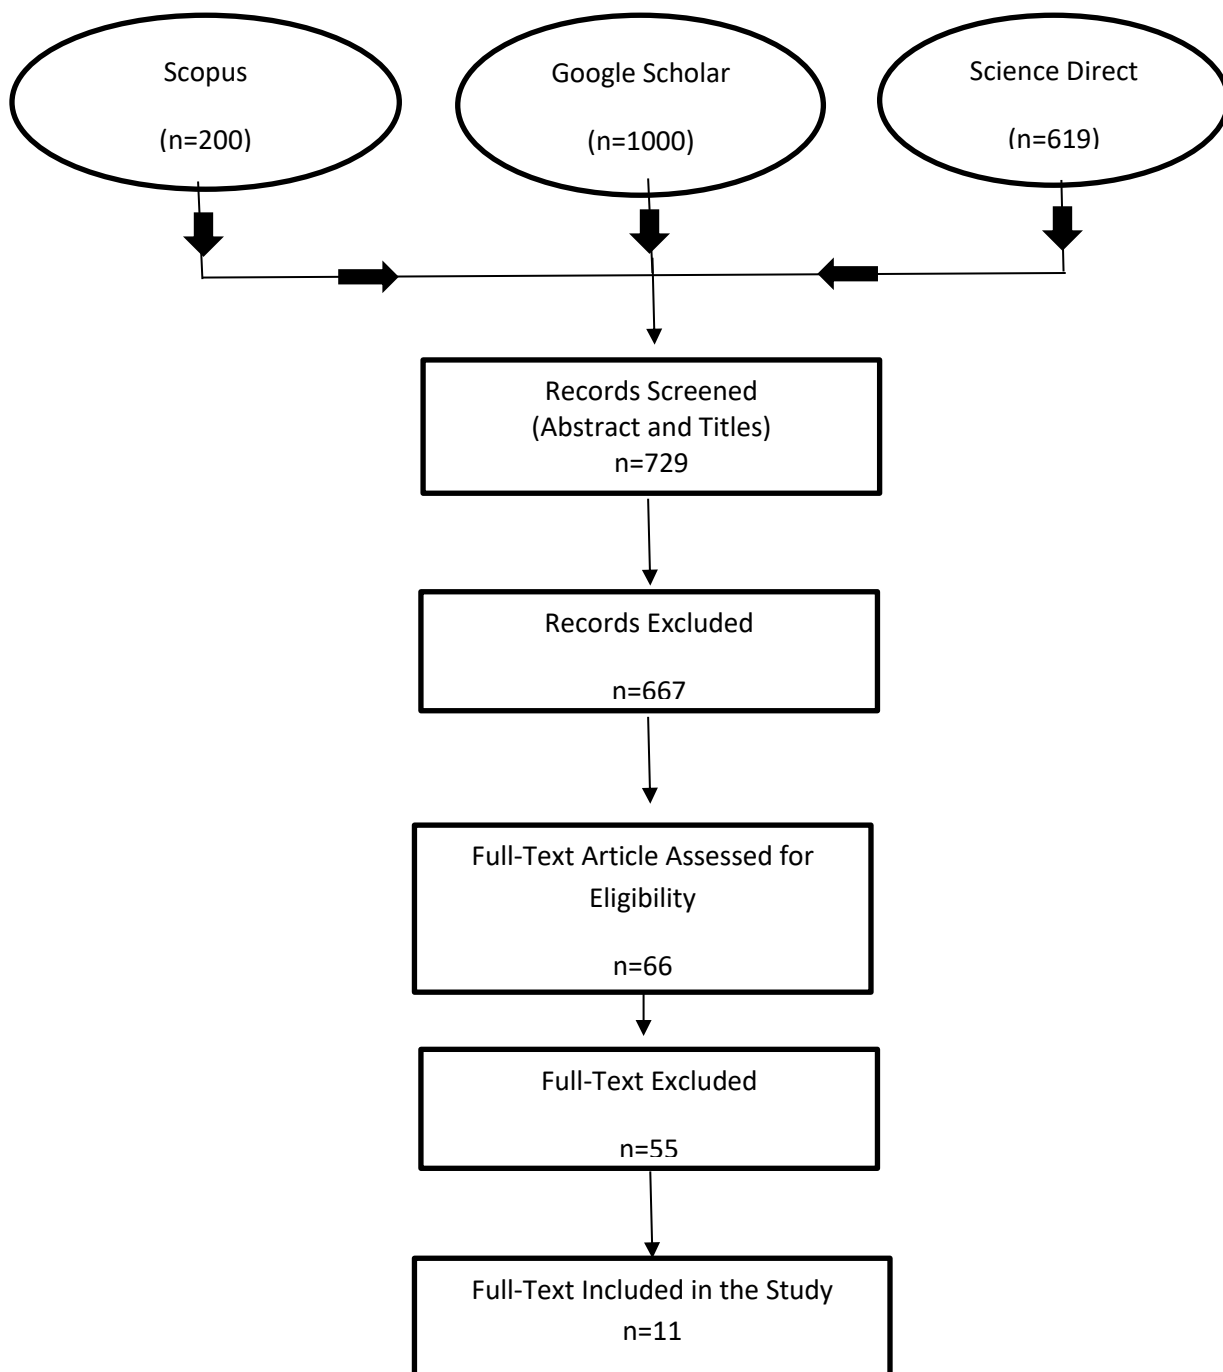 Scopus
(n=200)
Google Scholar
(n=1000)
Science Direct
(n=619)
Records Screened
(Abstract and Titles)
n=729
Records Excluded
n=667
Full-Text Article Assessed for
Eligibility
n=66
Full-Text Excluded
n=55
Full-Text Included in the Study
n=11